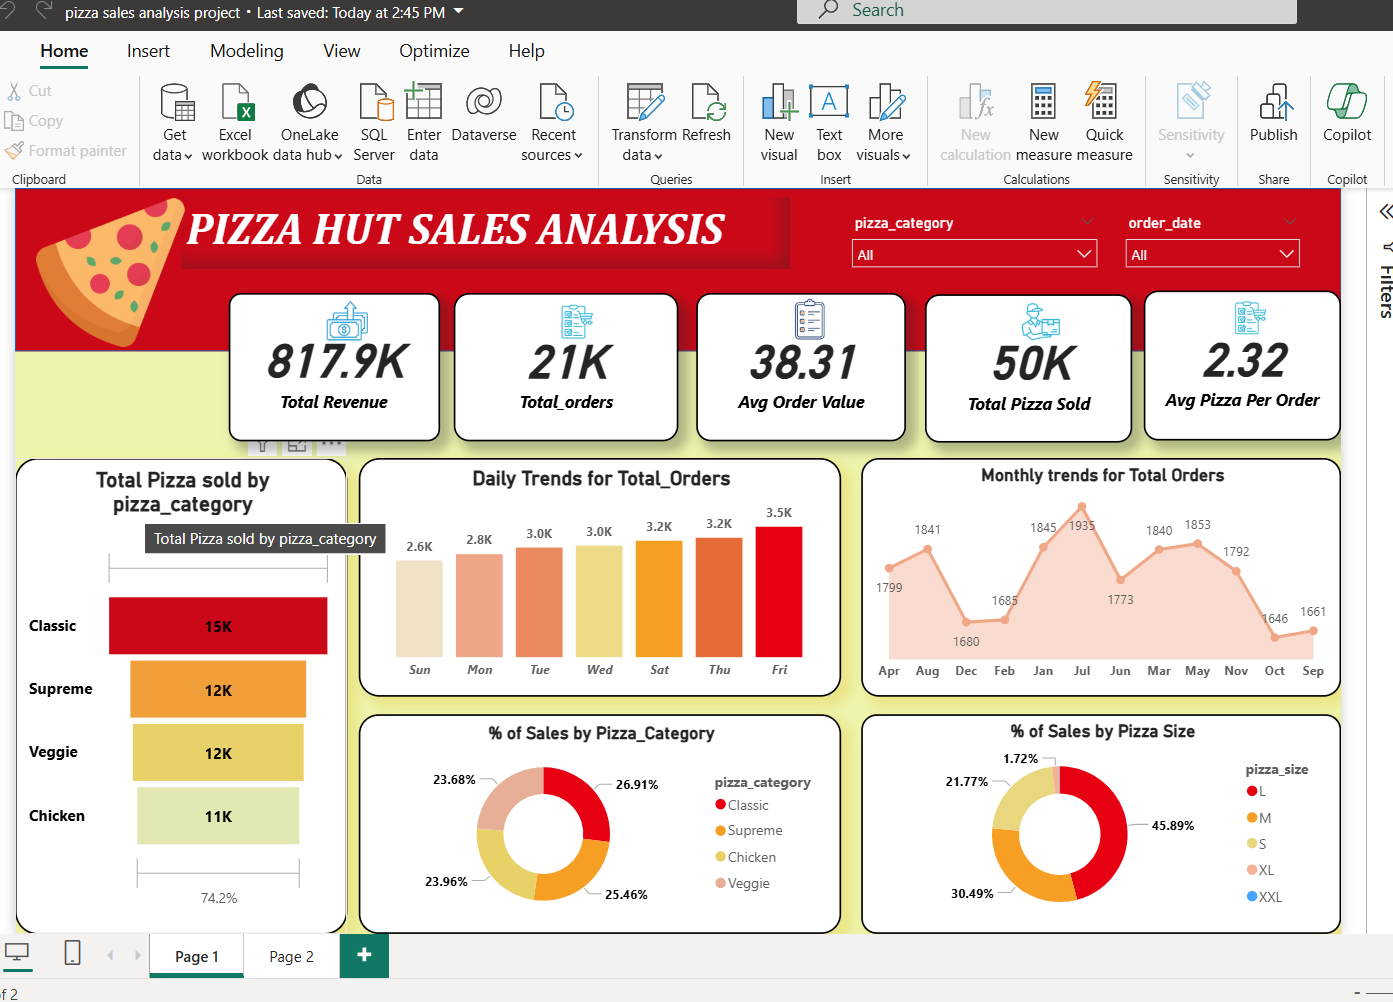 pizza sales analysis project • Last saved: Today at 2:45 PM
Search
Home Insert Modeling View Optimize Help
Cut
Copy
Format painter
Clipboard
Get data
Excel workbook
OneLake data hub
SQL Server
Enter data
Dataverse
Recent sources
Data
Transform data
Refresh
Queries
New visual
Text box
More visuals
Insert
New calculation
New measure
Quick measure
Calculations
Sensitivity
Sensitivity
Publish
Share
Copilot
Copilot
PIZZA HUT SALES ANALYSIS
pizza_category
All
order_date
All
Filters
817.9K
Total Revenue
21K
Total_orders
38.31
Avg Order Value
50K
Total Pizza Sold
2.32
Avg Pizza Per Order
Total Pizza sold by
pizza_category
Total Pizza sold by pizza_category
Classic 15K
Supreme 12K
Veggie 12K
Chicken 11K
74.2%
Daily Trends for Total_Orders
2.6K 2.8K 3.0K 3.0K 3.2K 3.2K 3.5K
Sun Mon Tue Wed Sat Thu Fri
Monthly trends for Total Orders
1799 1841 1680 1685 1845 1935 1773 1840 1853 1792 1646 1661
Apr Aug Dec Feb Jan Jul Jun Mar May Nov Oct Sep
% of Sales by Pizza_Category
23.68%
26.91%
23.96%
25.46%
pizza_category
Classic
Supreme
Chicken
Veggie
% of Sales by Pizza Size
1.72%
21.77%
45.89%
30.49%
pizza_size
L
M
S
XL
XXL
Page 1 Page 2
of 2